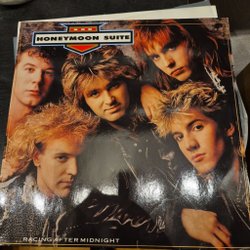 HONEYMOON SUITE
RACING AFTER MIDNIGHT